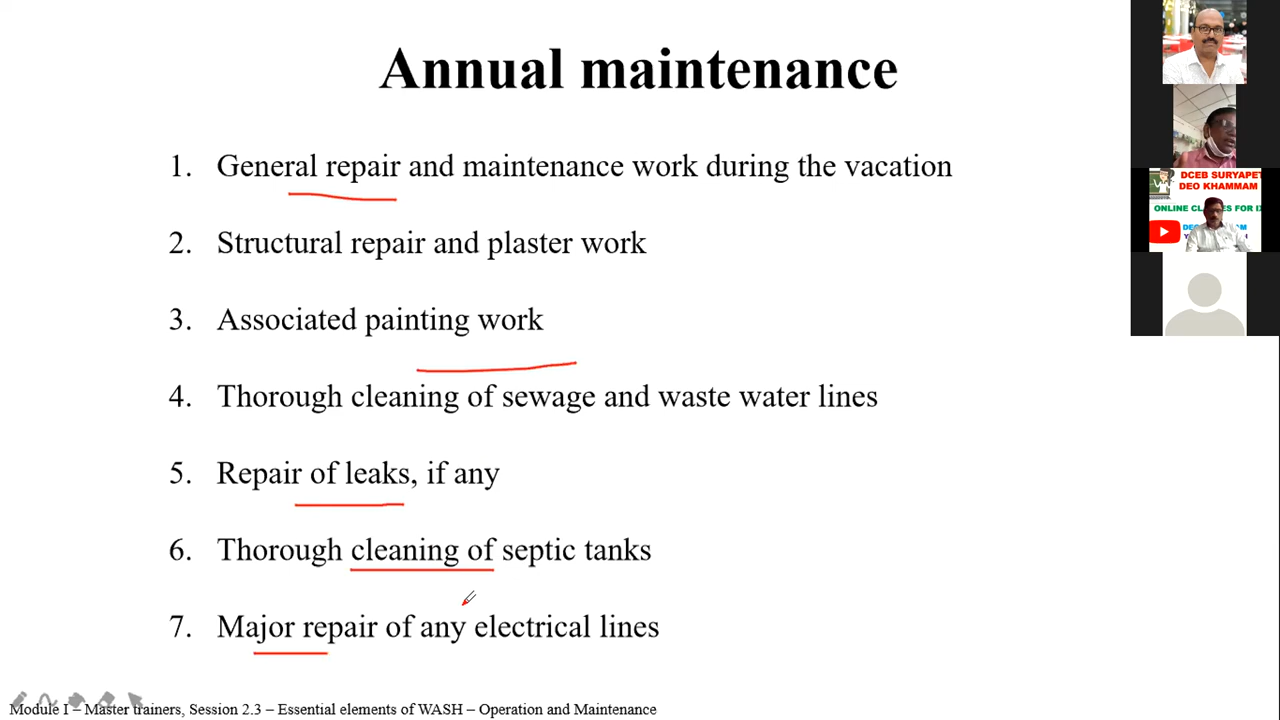 Annual maintenance
1. General repair and maintenance work during the vacation
2. Structural repair and plaster work
3. Associated painting work
4. Thorough cleaning of sewage and waste water lines
5. Repair of leaks, if any
6. Thorough cleaning of septic tanks
7. Major repair of any electrical lines
Module I – Master trainers, Session 2.3 – Essential elements of WASH – Operation and Maintenance
DCEB SURYAPET
DEO KHAMMAM
ONLINE
FOR